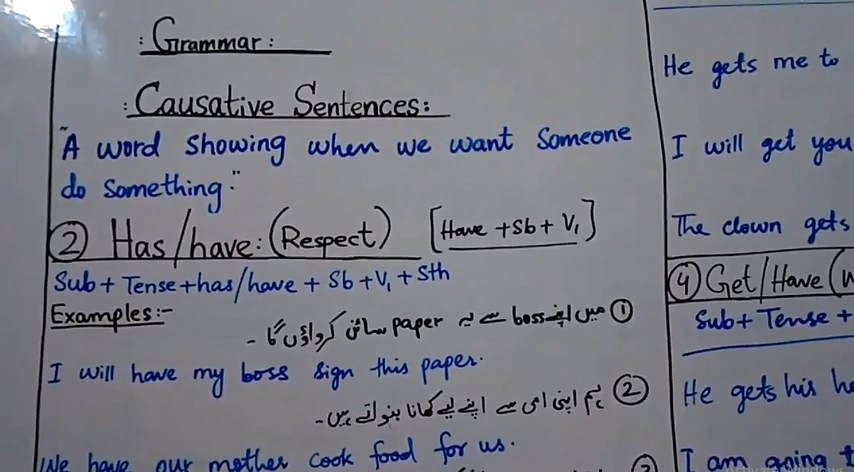 : Grammar :
: Causative Sentences:
"A word showing when we want someone
do something."
② Has/have: (Respect) [Have + Sb + V₁]
Sub + Tense + has/have + Sb + V₁ + Sth
Examples:-
① میں اپنے boss سے یہ paper سائن کرواؤں گا -
I will have my boss sign this paper.
② ہم اپنی امی سے اپنے لیے کھانا بنواتے ہیں -
We have our mother cook food for us.
He gets me to
I will get you
The clown gets
④ Get/Have (
Sub + Tense +
He gets his
I am going